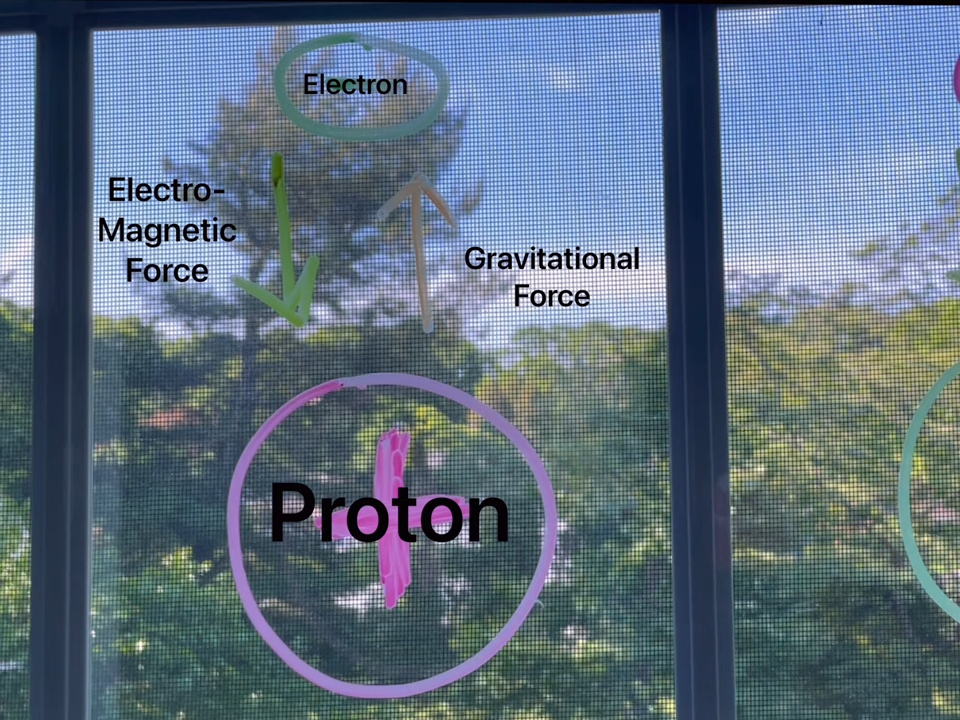 Electron
Electro-
Magnetic
Force
Gravitational
Force
Proton